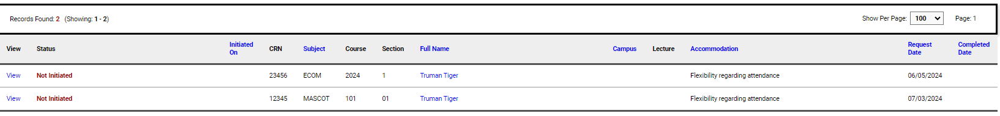 Records Found: 2 (Showing: 1 - 2) Show Per Page: 100 Page: 1
View Status Initiated On CRN Subject Course Section Full Name Campus Lecture Accommodation Request Date Completed Date
View Not Initiated 23456 ECOM 2024 1 Truman Tiger Flexibility regarding attendance 06/05/2024
View Not Initiated 12345 MASCOT 101 01 Truman Tiger Flexibility regarding attendance 07/03/2024